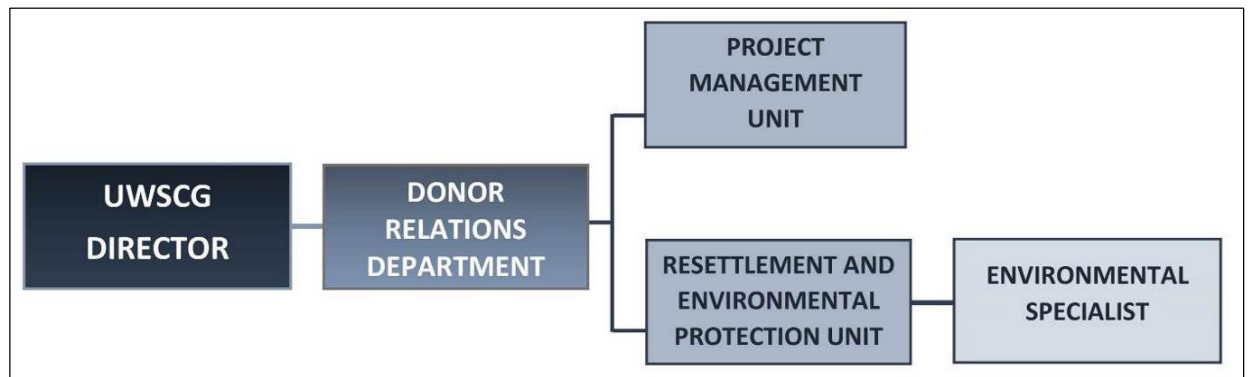 UWSCG
DIRECTOR
DONOR
RELATIONS
DEPARTMENT
PROJECT
MANAGEMENT
UNIT
RESETTLEMENT AND
ENVIRONMENTAL
PROTECTION UNIT
ENVIRONMENTAL
SPECIALIST